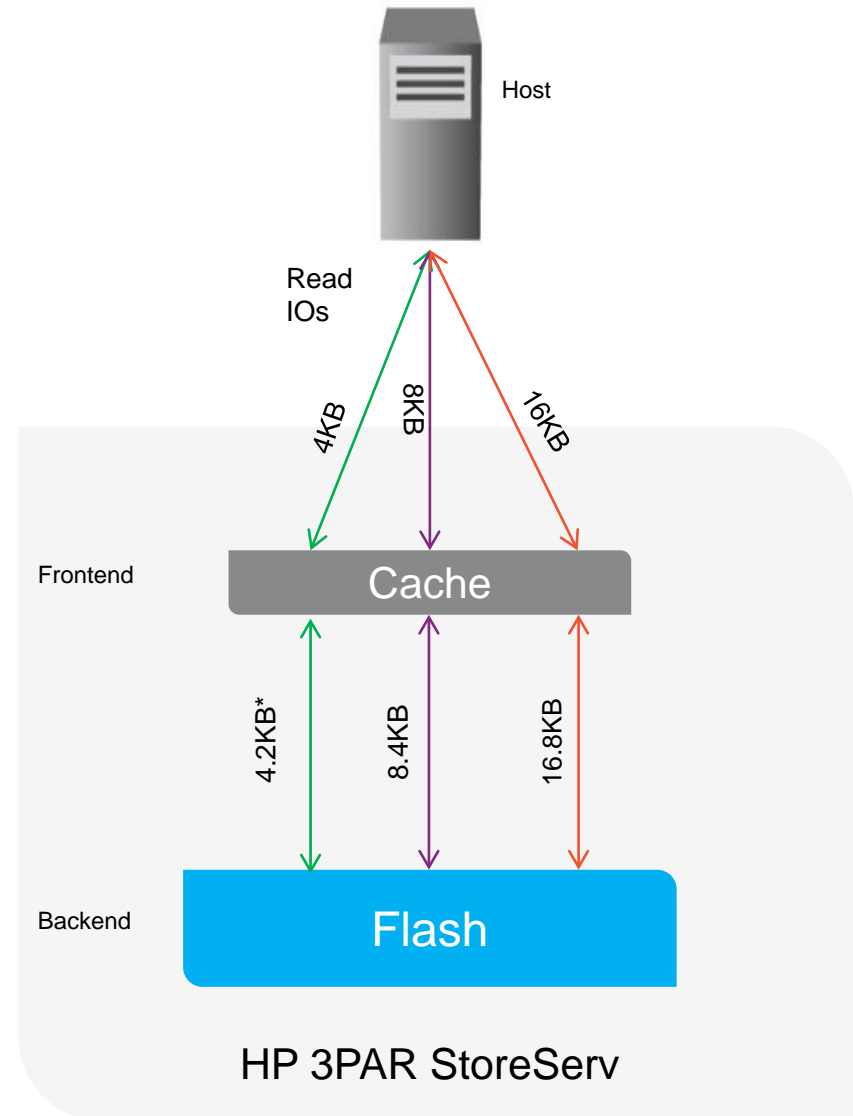 Host
Read
IOs
4KB
8KB
16KB
Frontend
Cache
4.2KB*
8.4KB
16.8KB
Backend
Flash
HP 3PAR StoreServ